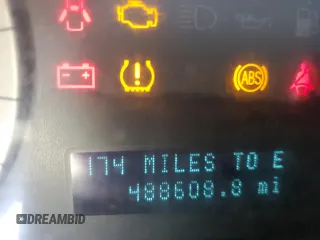 ABS
174 MILES TO E
488608.8 mi
DREAMBID